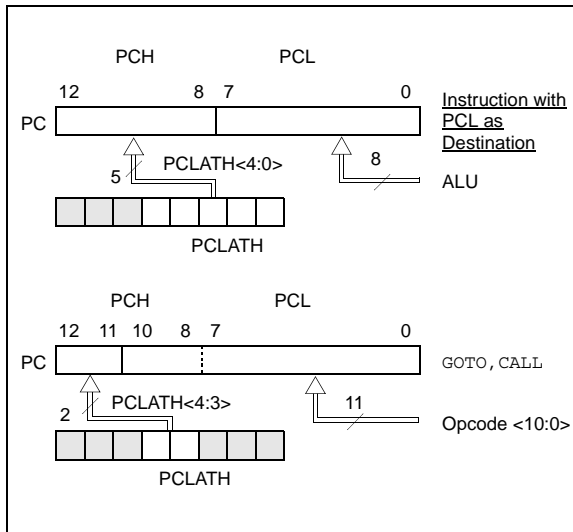 PCH PCL
12 8 7 0
PC
Instruction with
PCL as
Destination
5 PCLATH<4:0>
8
ALU
PCLATH
PCH PCL
12 11 10 8 7 0
PC
GOTO, CALL
2 PCLATH<4:3>
11
Opcode <10:0>
PCLATH